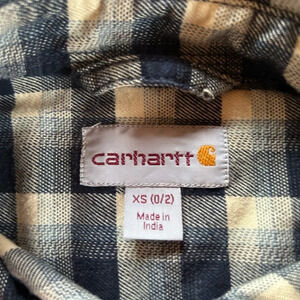 carhartt
XS (0/2)
Made in
India